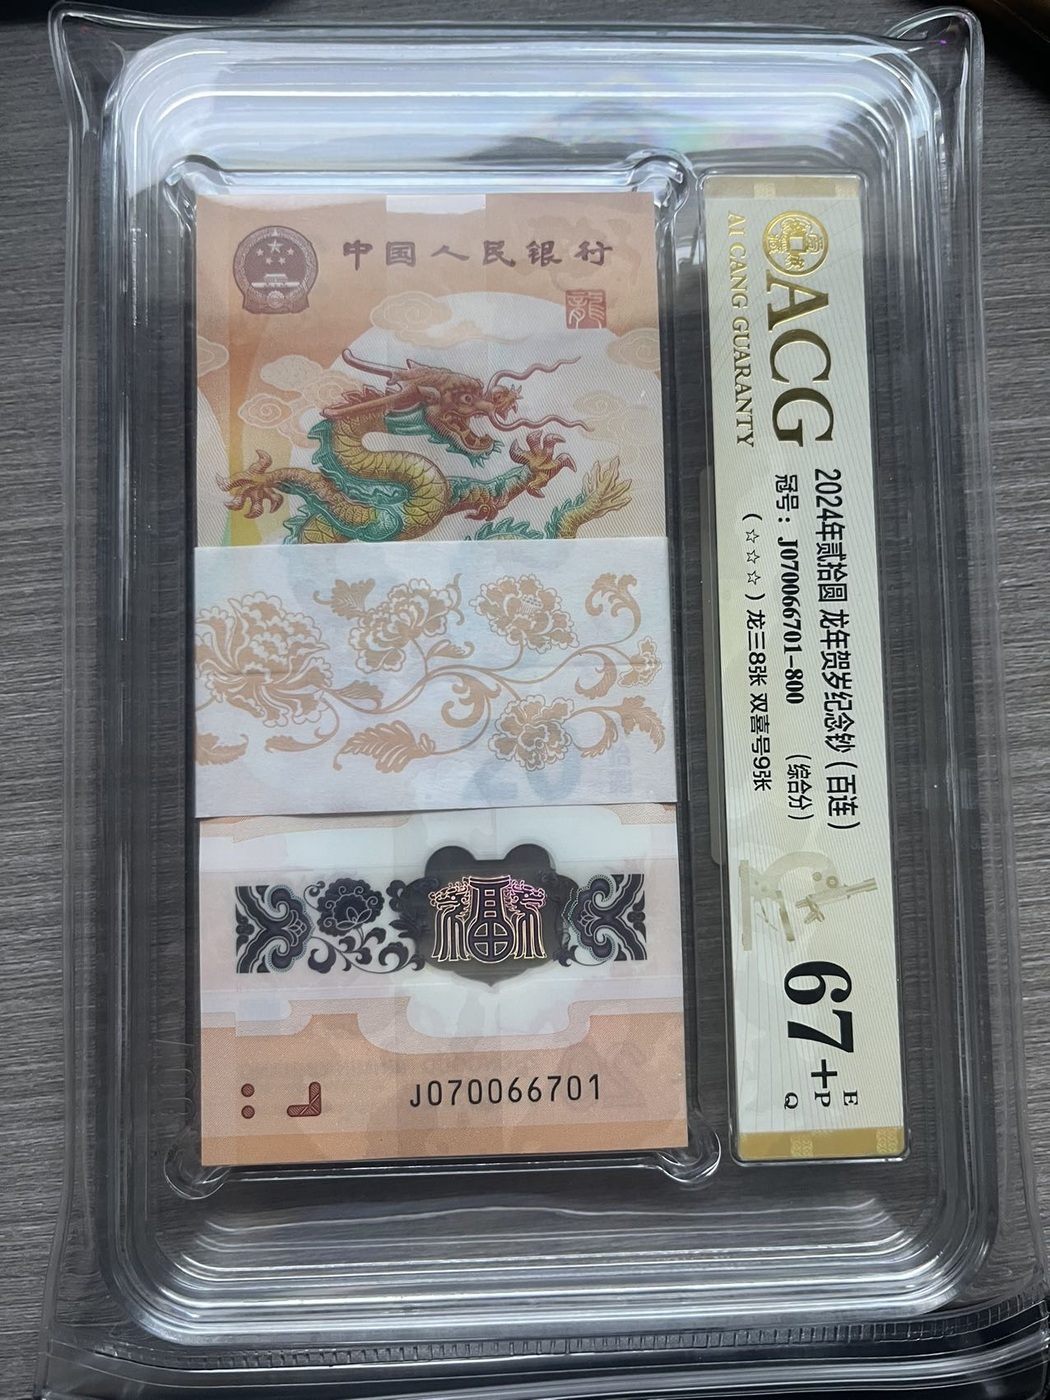 中国人民银行
龍
J070066701
ACG
AI CANG GUARANTY
2024年贰拾圆 龙年贺岁纪念钞（百连）
冠号：J070066701-800 （综合分）
（☆☆☆）龙三8张 双喜号9张
67+
E
P
Q